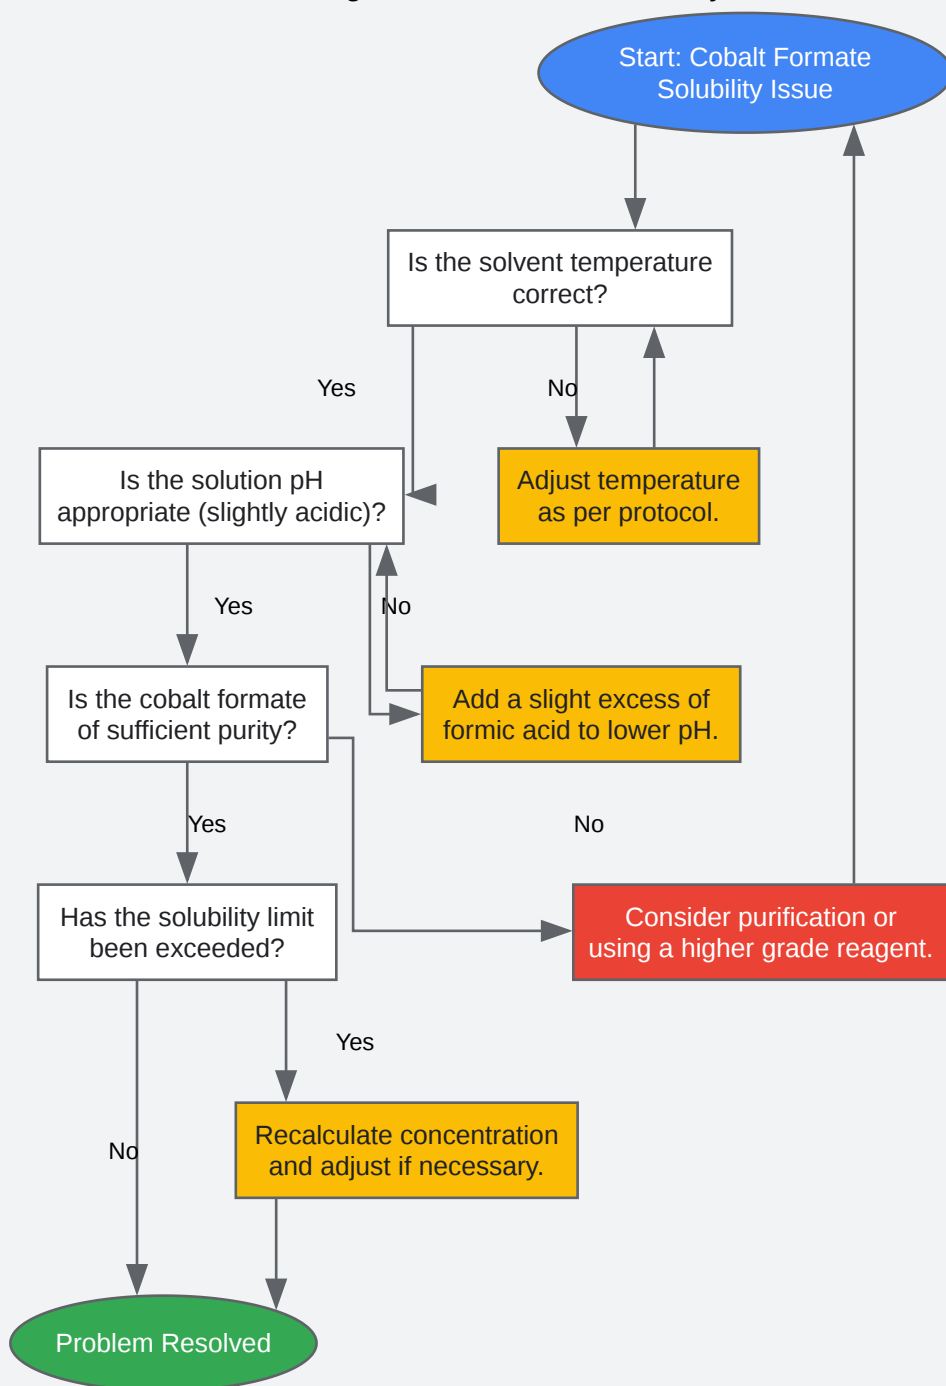 Start: Cobalt Formate
Solubility Issue
Is the solvent temperature
correct?
Yes
No
Is the solution pH
appropriate (slightly acidic)?
Adjust temperature
as per protocol.
Yes
No
Is the cobalt formate
of sufficient purity?
Add a slight excess of
formic acid to lower pH.
Yes
No
Has the solubility limit
been exceeded?
Consider purification or
using a higher grade reagent.
Yes
Recalculate concentration
and adjust if necessary.
No
Problem Resolved